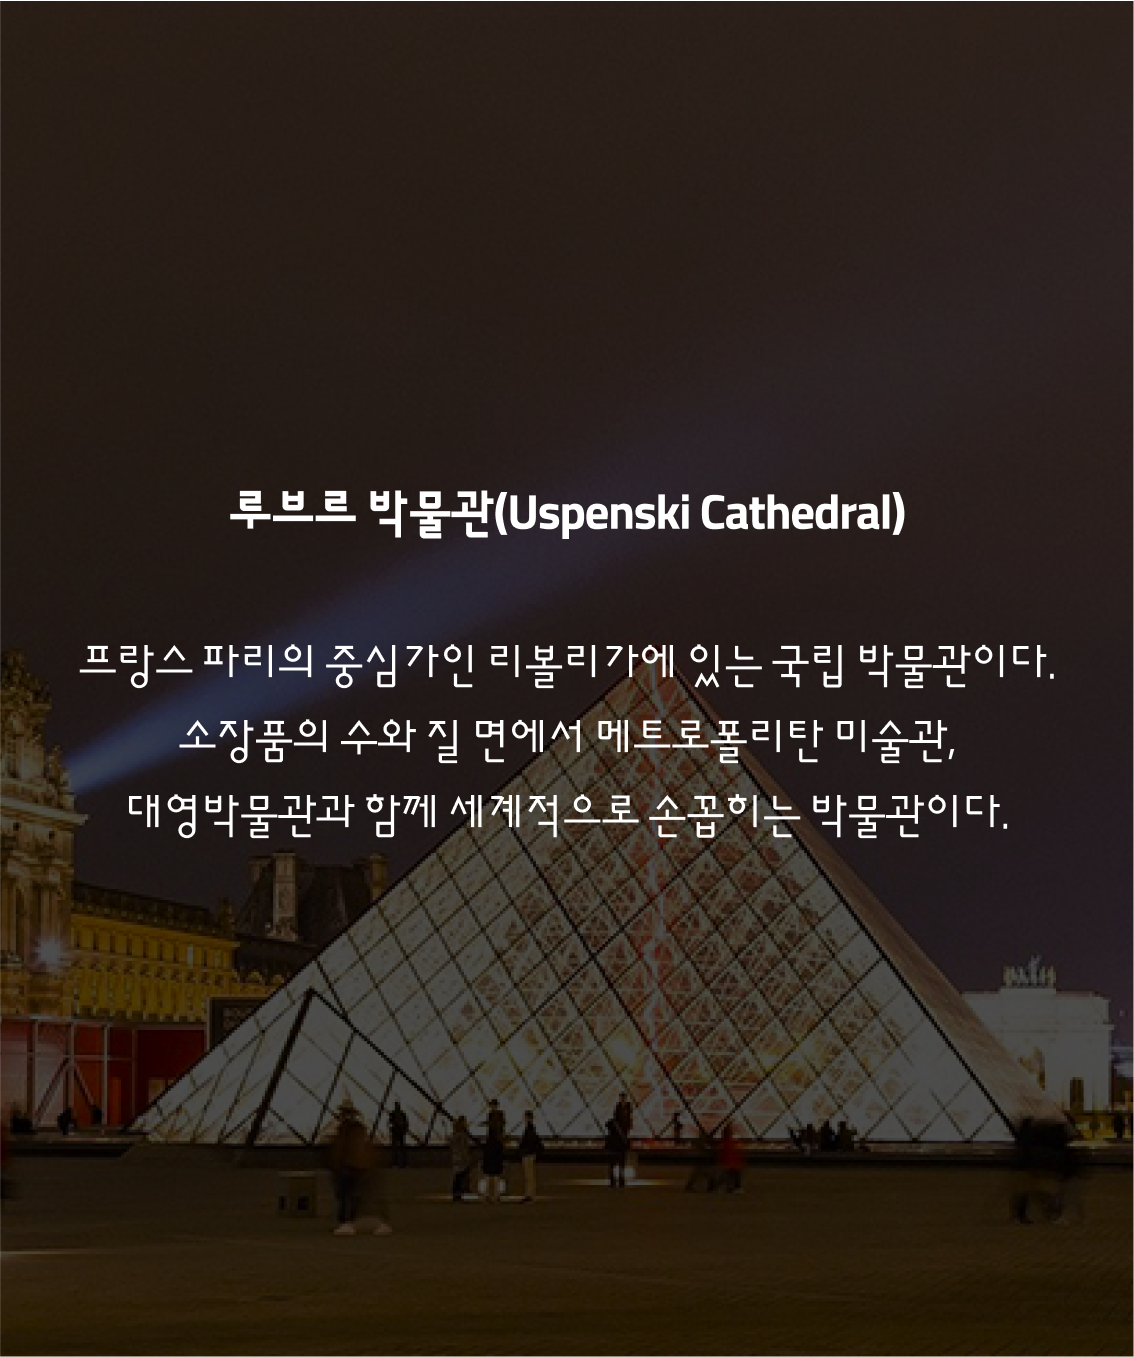 루브르 박물관(Uspenski Cathedral)
프랑스 파리의 중심가인 리볼리가에 있는 국립 박물관이다.
소장품의 수와 질 면에서 메트로폴리탄 미술관,
대영박물관과 함께 세계적으로 손꼽히는 박물관이다.